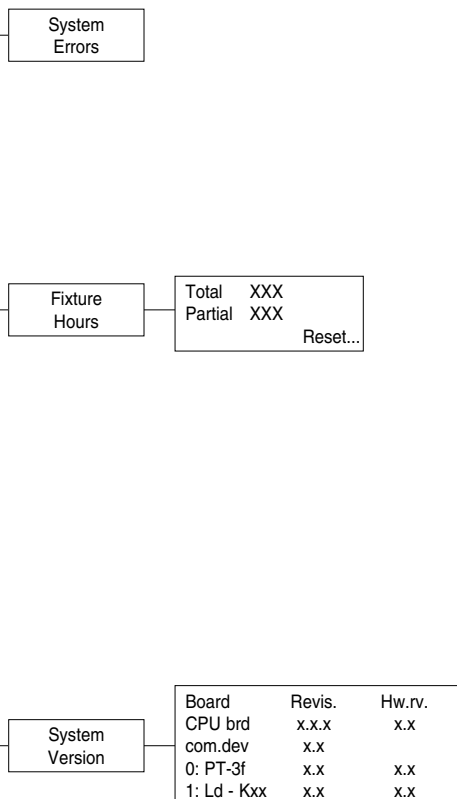 System
Errors
Fixture
Hours
Total XXX
Partial XXX
Reset...
System
Version
Board Revis. Hw.rv.
CPU brd x.x.x x.x
com.dev x.x
0: PT-3f x.x x.x
1: Ld - Kxx x.x x.x